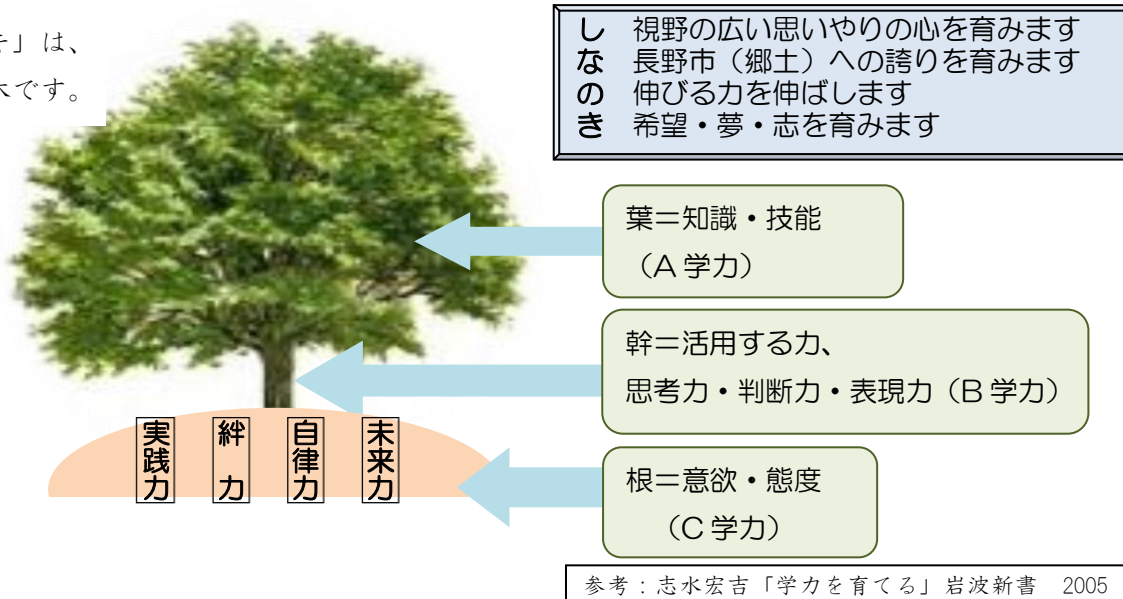 」は、
木です。
し 視野の広い思いやりの心を育みます
な 長野市（郷土）への誇りを育みます
の 伸びる力を伸ばします
き 希望・夢・志を育みます
葉＝知識・技能
（A 学力）
幹＝活用する力、
思考力・判断力・表現力（B 学力）
実践力
絆力
自律力
未来力
根＝意欲・態度
（C 学力）
参考：志水宏吉「学力を育てる」岩波新書 2005